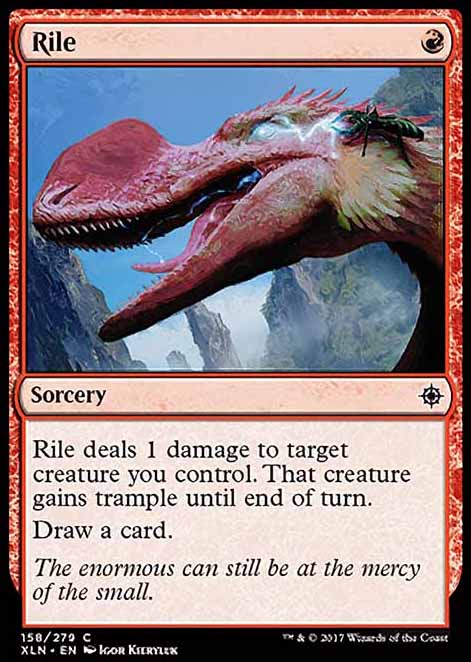 Rile
Sorcery
Rile deals 1 damage to target
creature you control. That creature
gains trample until end of turn.
Draw a card.
The enormous can still be at the mercy
of the small.
158/279 C
XLN • EN Igor Kieryluk
™ & © 2017 Wizards of the Coast